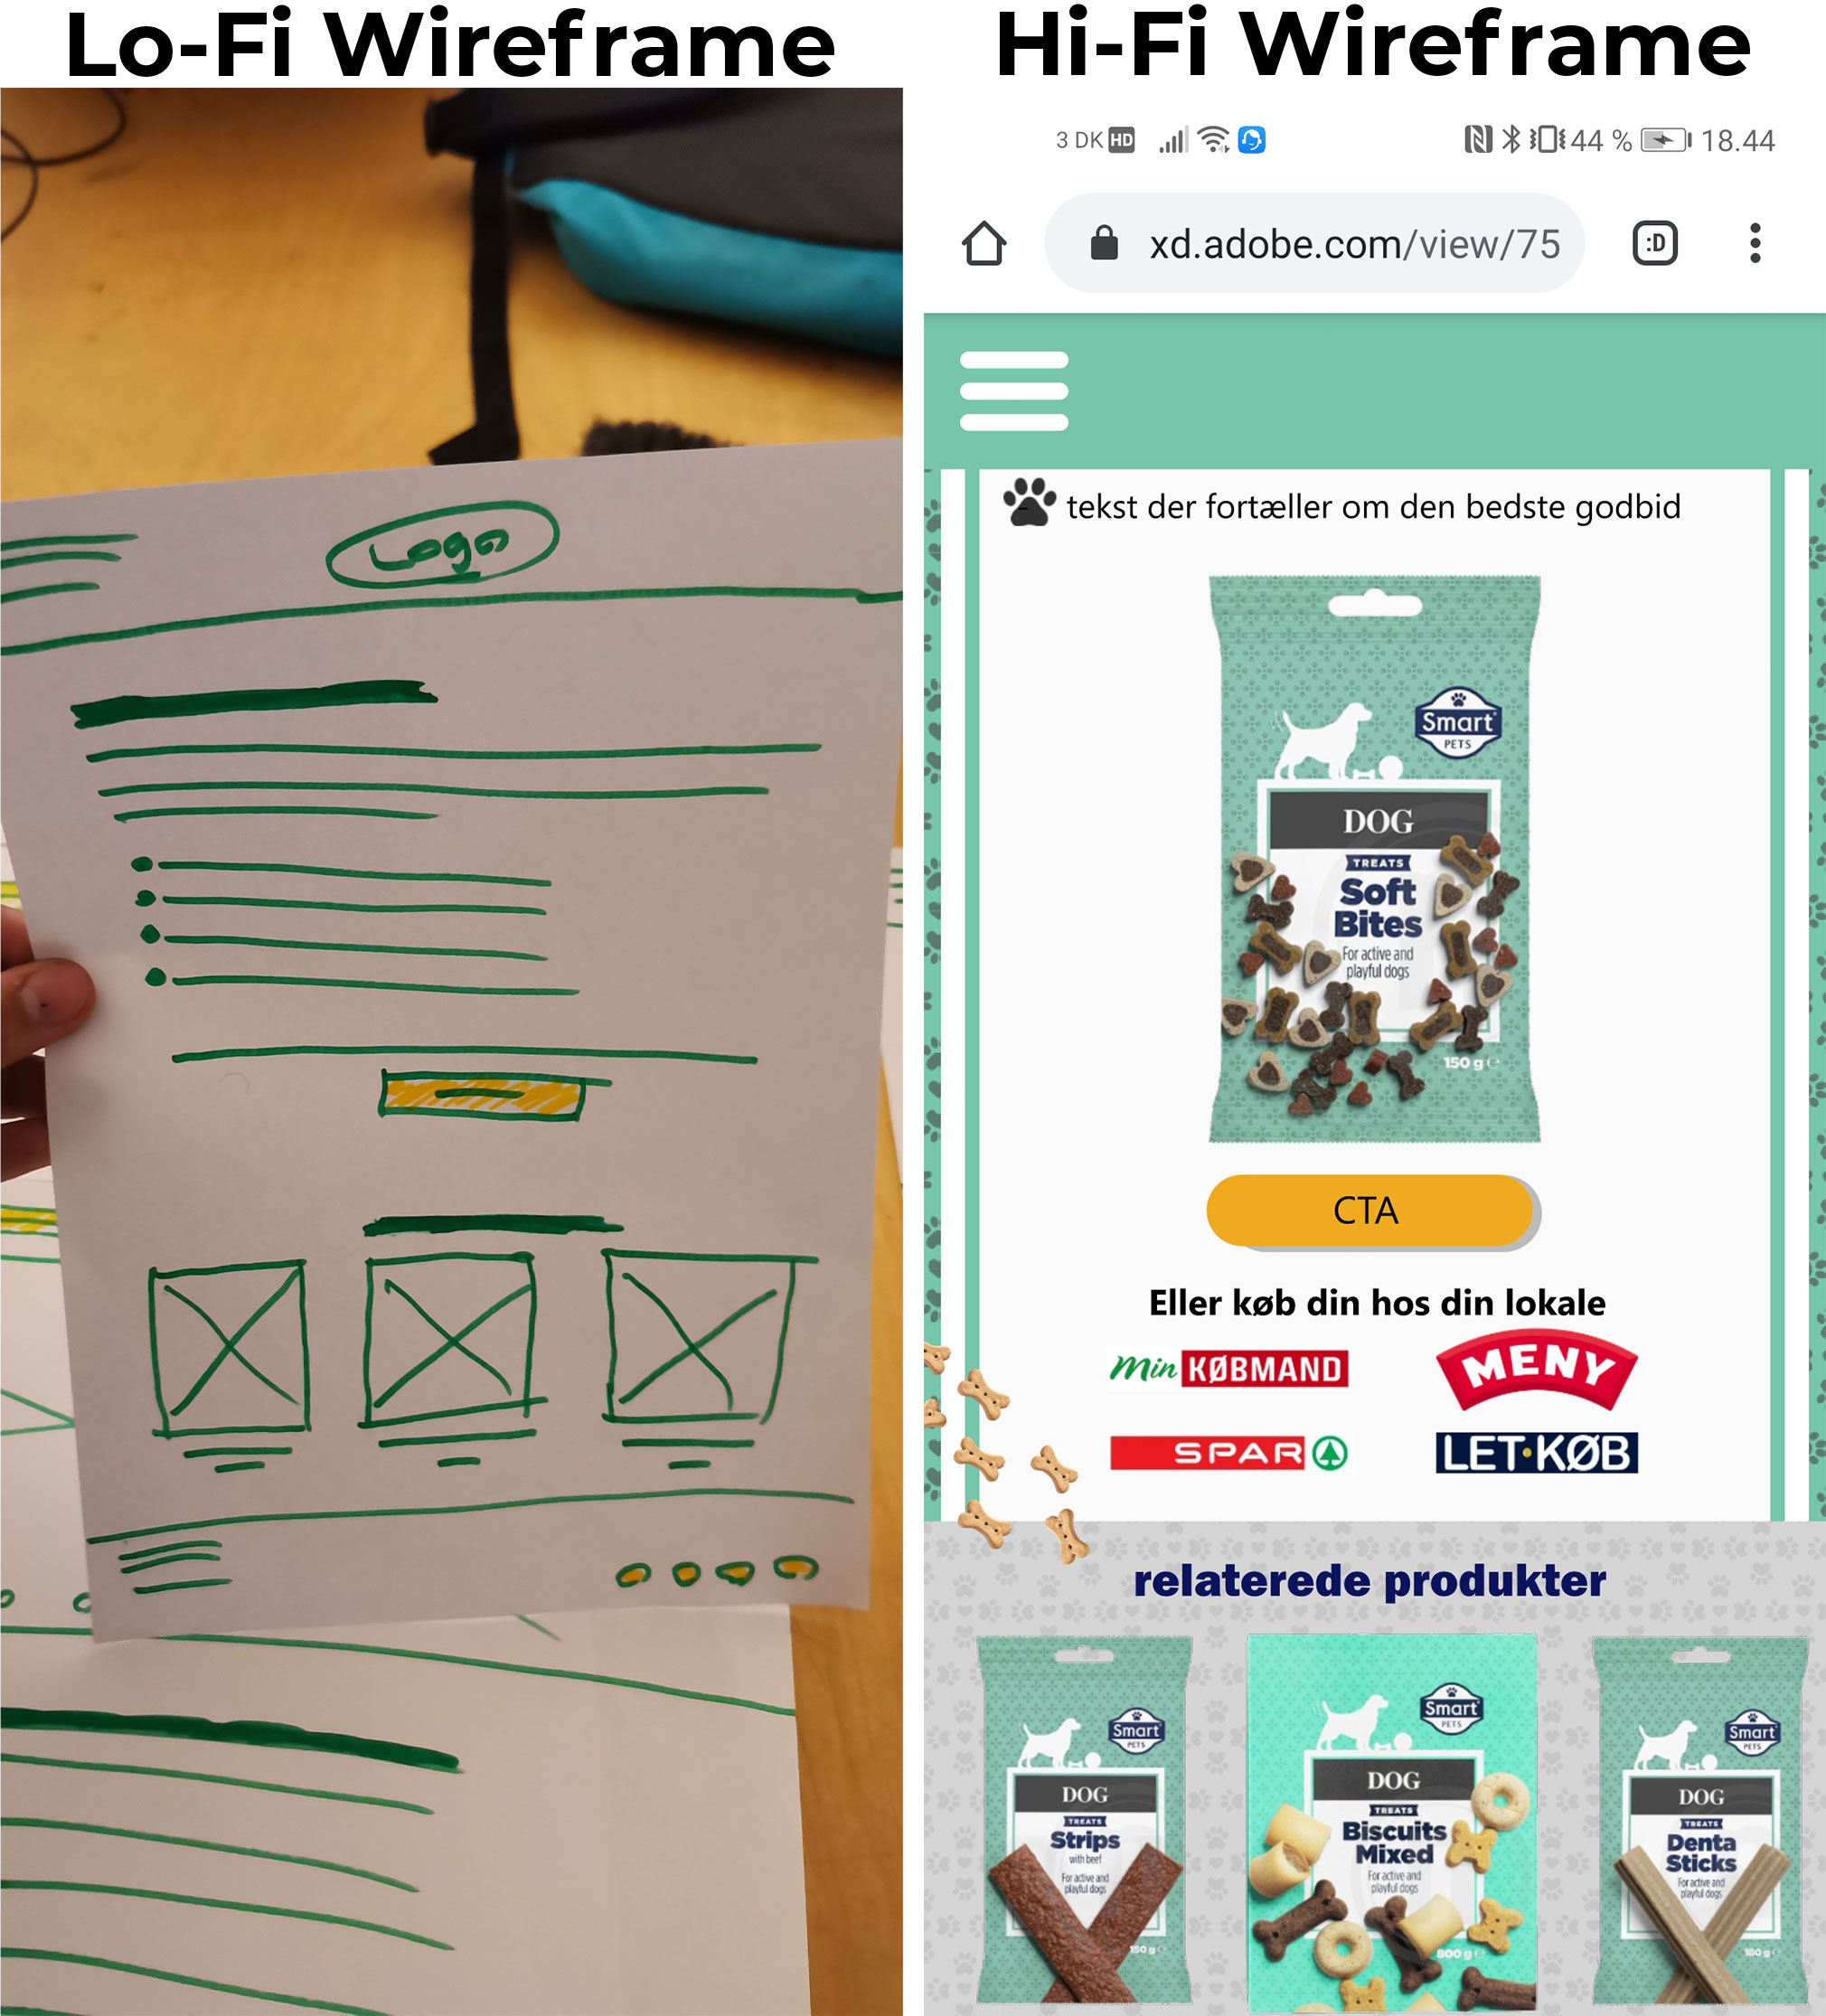 Lo-Fi Wireframe
Logo
Hi-Fi Wireframe
3 DK HD 44 % 18.44
xd.adobe.com/view/75 :D
tekst der fortæller om den bedste godbid
Smart
PETS
DOG
TREATS
Soft
Bites
For active and
playful dogs
150 g e
CTA
Eller køb din hos din lokale
Min KØBMAND
MENY
SPAR
LET·KØB
relaterede produkter
Smart
PETS
DOG
TREATS
Strips
with beef
For active and
playful dogs
150 g e
Smart
PETS
DOG
TREATS
Biscuits
Mixed
For active and
playful dogs
800 g e
Smart
PETS
DOG
TREATS
Denta
Sticks
For active and
playful dogs
180 g e